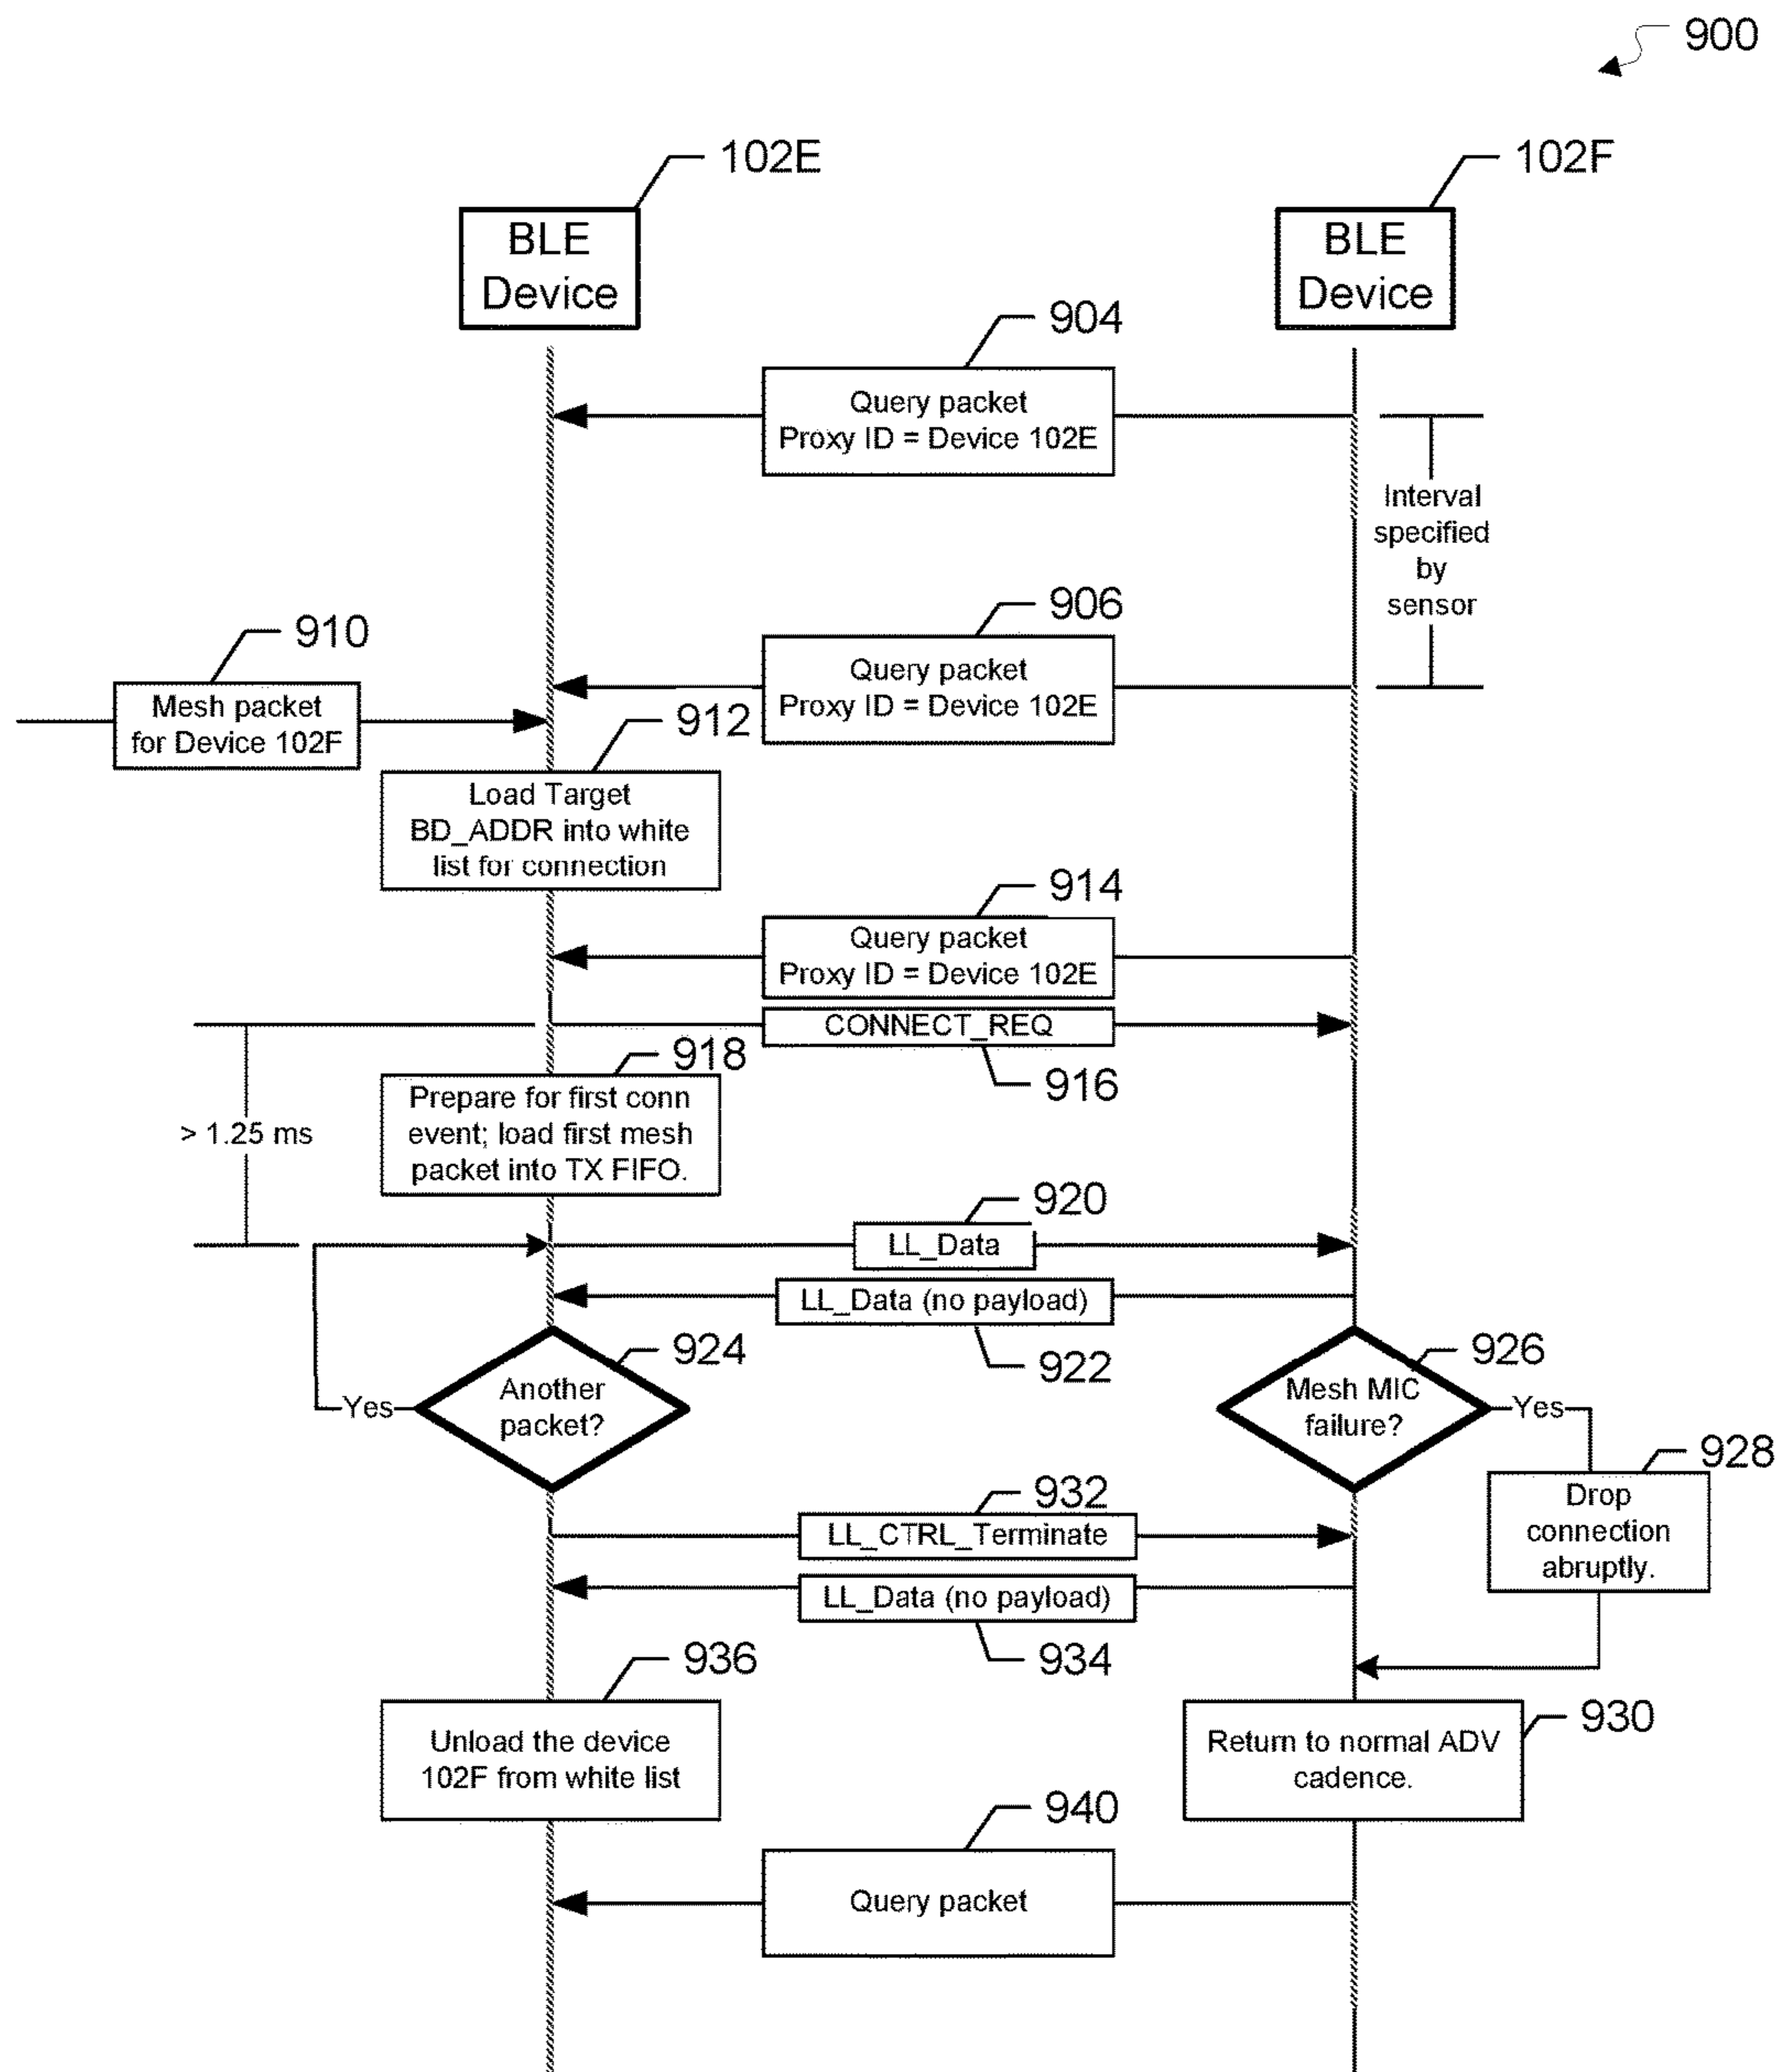 900
102E
102F
BLE
Device
BLE
Device
904
Query packet
Proxy ID = Device 102E
Interval
specified
by
sensor
906
Query packet
Proxy ID = Device 102E
910
Mesh packet
for Device 102F
912
Load Target
BD_ADDR into white
list for connection
914
Query packet
Proxy ID = Device 102E
CONNECT_REQ
916
918
Prepare for first conn
event; load first mesh
packet into TX FIFO.
> 1.25 ms
920
LL_Data
LL_Data (no payload)
922
924
Another
packet?
Yes
926
Mesh MIC
failure?
Yes
928
Drop
connection
abruptly.
932
LL_CTRL_Terminate
LL_Data (no payload)
934
936
Unload the device
102F from white list
930
Return to normal ADV
cadence.
940
Query packet